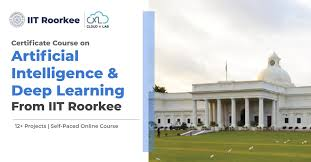 IIT Roorkee
CLOUD x LAB
Certificate Course on
Artificial
Intelligence &
Deep Learning
From IIT Roorkee
12+ Projects | Self-Paced Online Course